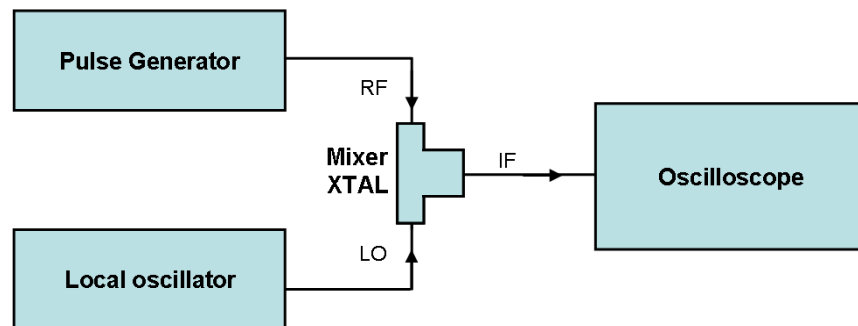 Pulse Generator
RF
Mixer
XTAL
IF
Oscilloscope
LO
Local oscillator